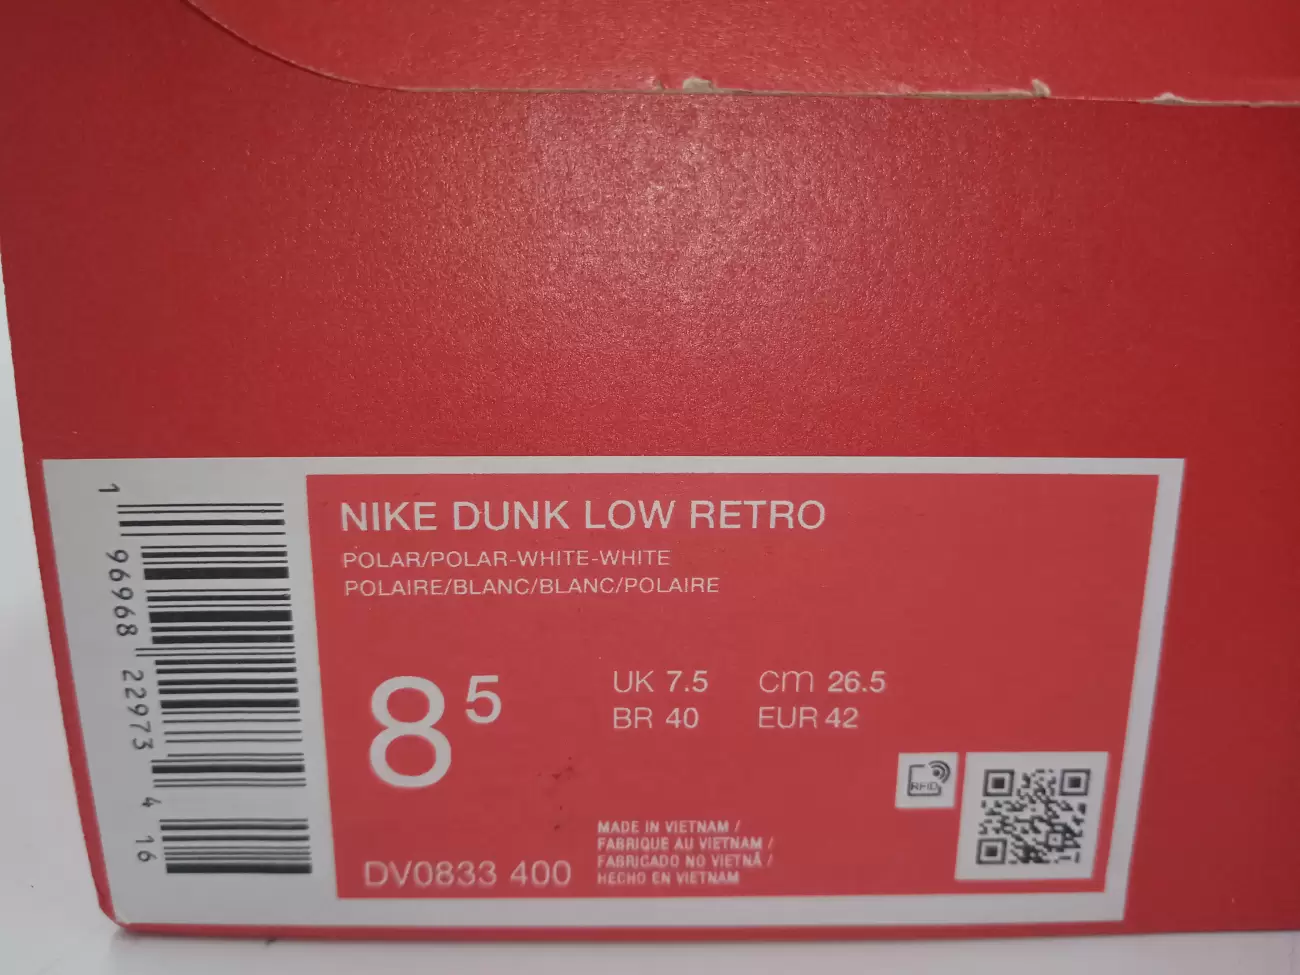 NIKE DUNK LOW RETRO
POLAR/POLAR-WHITE-WHITE
POLAIRE/BLANC/BLANC/POLAIRE
8 5
UK 7.5 cm 26.5
BR 40 EUR 42
RFID
MADE IN VIETNAM /
FABRIQUE AU VIETNAM /
FABRICADO NO VIETNÃ /
HECHO EN VIETNAM
DV0833 400
1 96968 22973 4 16